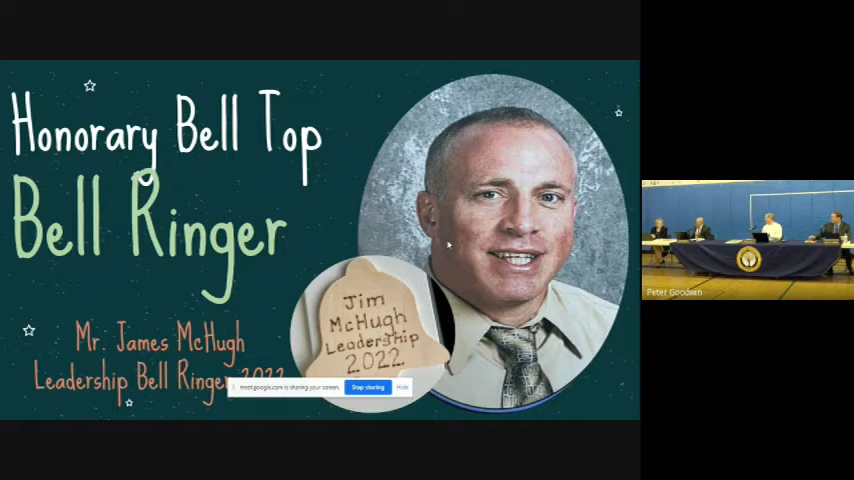 Honorary Bell Top
Bell Ringer
Mr. James McHugh
Leadership Bell Ringer 2022
Jim
McHugh
Leadership
2022
meet.google.com is sharing your screen.
Stop sharing
Hide
Peter Goodwin